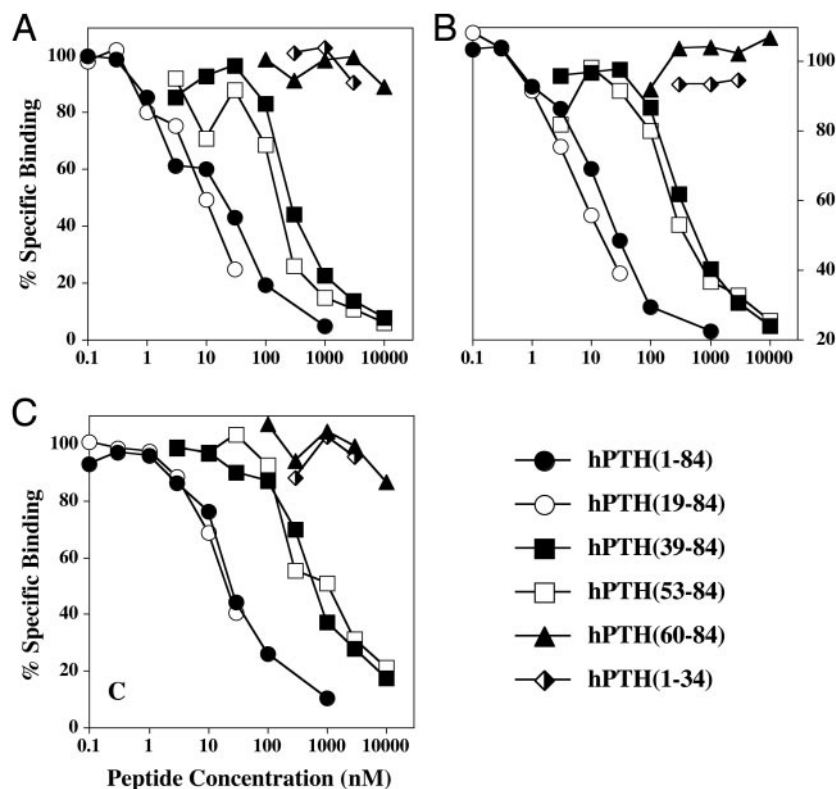 A
% Specific Binding
100
80
60
40
20
0
0.1 1 10 100 1000 10000
B
100
80
60
40
20
0.1 1 10 100 1000 10000
C
% Specific Binding
100
80
60
40
20
0
C
0.1 1 10 100 1000 10000
Peptide Concentration (nM)
hPTH(1-84)
hPTH(19-84)
hPTH(39-84)
hPTH(53-84)
hPTH(60-84)
hPTH(1-34)